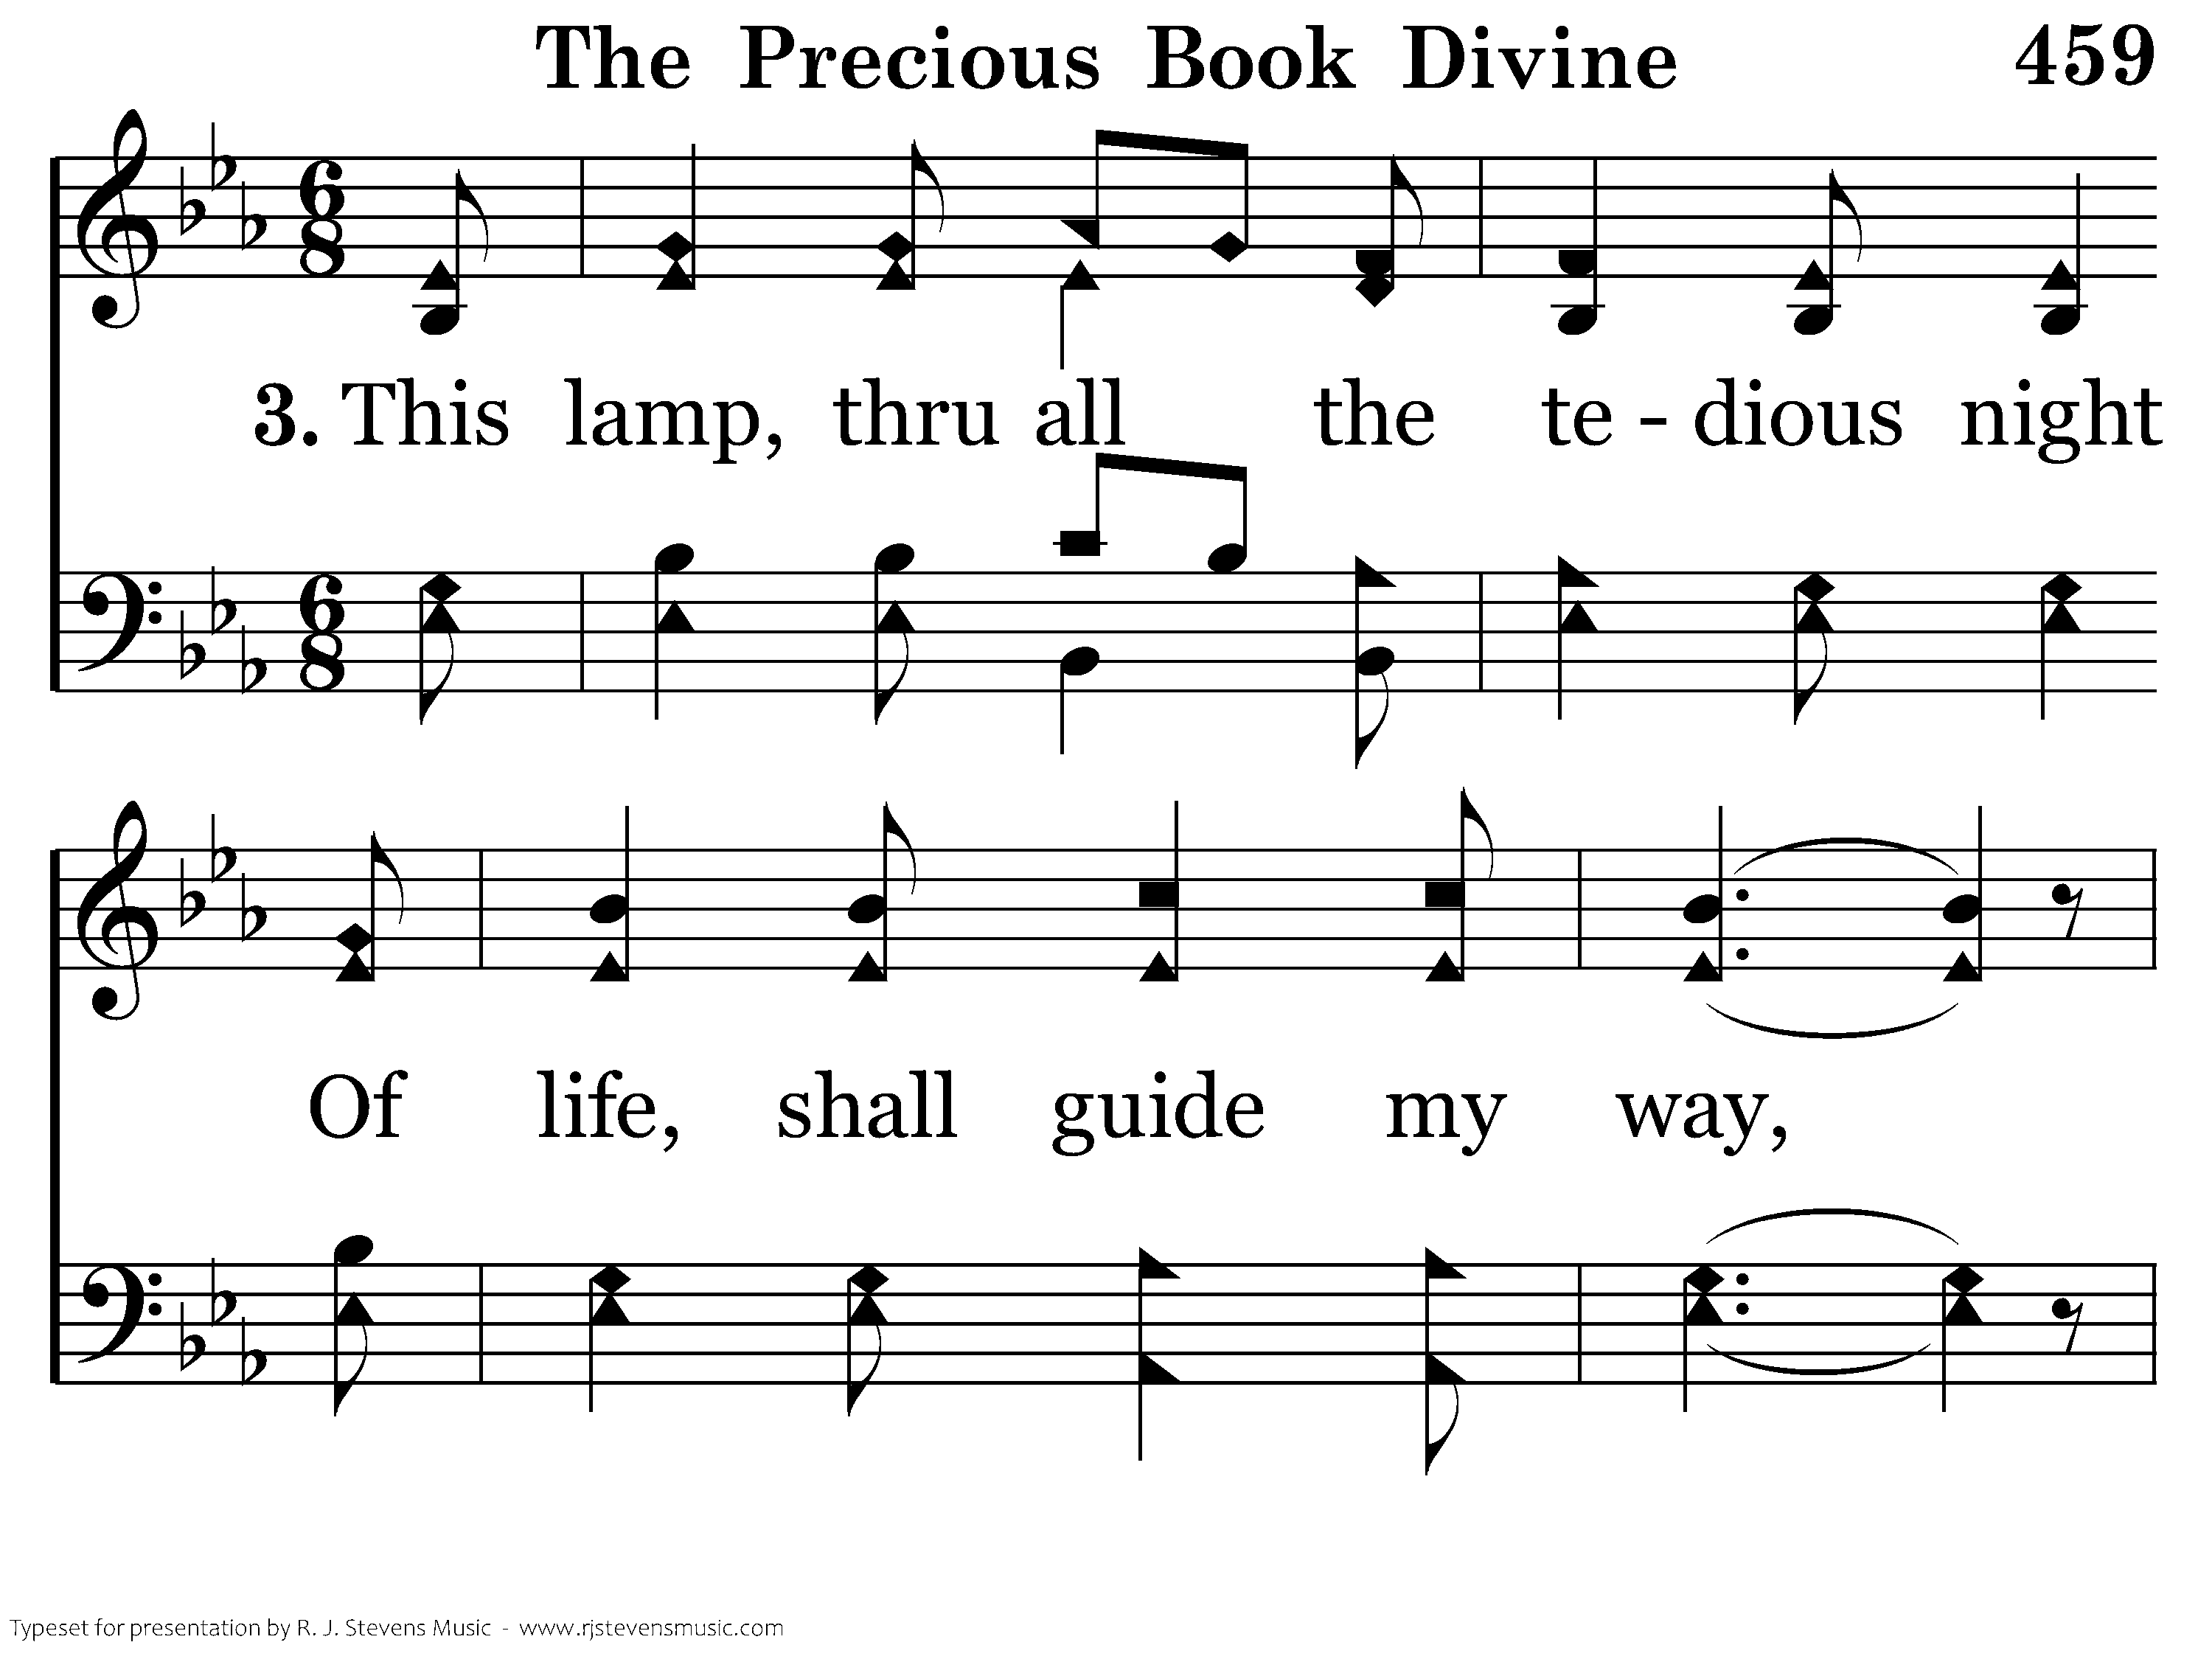 The Precious Book Divine 459
3. This lamp, thru all the te - dious night
Of life, shall guide my way,
Typeset for presentation by R. J. Stevens Music - www.rjstevensmusic.com